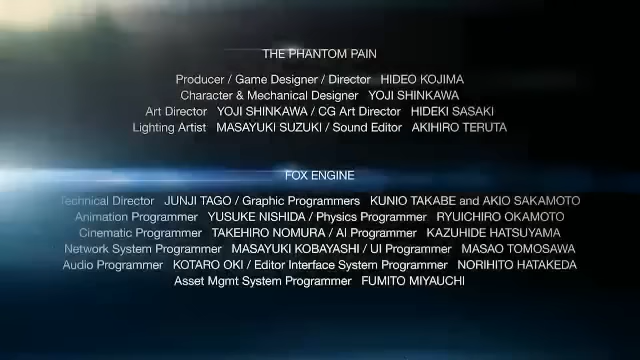 THE PHANTOM PAIN
Producer / Game Designer / Director HIDEO KOJIMA
Character & Mechanical Designer YOJI SHINKAWA
Art Director YOJI SHINKAWA / CG Art Director HIDEKI SASAKI
Lighting Artist MASAYUKI SUZUKI / Sound Editor AKIHIRO TERUTA
FOX ENGINE
Technical Director JUNJI TAGO / Graphic Programmers KUNIO TAKABE and AKIO SAKAMOTO
Animation Programmer YUSUKE NISHIDA / Physics Programmer RYUICHIRO OKAMOTO
Cinematic Programmer TAKEHIRO NOMURA / AI Programmer KAZUHIDE HATSUYAMA
Network System Programmer MASAYUKI KOBAYASHI / UI Programmer MASAO TOMOSAWA
Audio Programmer KOTARO OKI / Editor Interface System Programmer NORIHITO HATAKEDA
Asset Mgmt System Programmer FUMITO MIYAUCHI